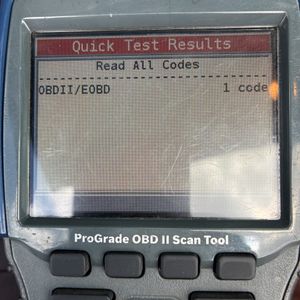 Quick Test Results
Read All Codes
OBDII/EOBD 1 code
ProGrade OBD II Scan Tool